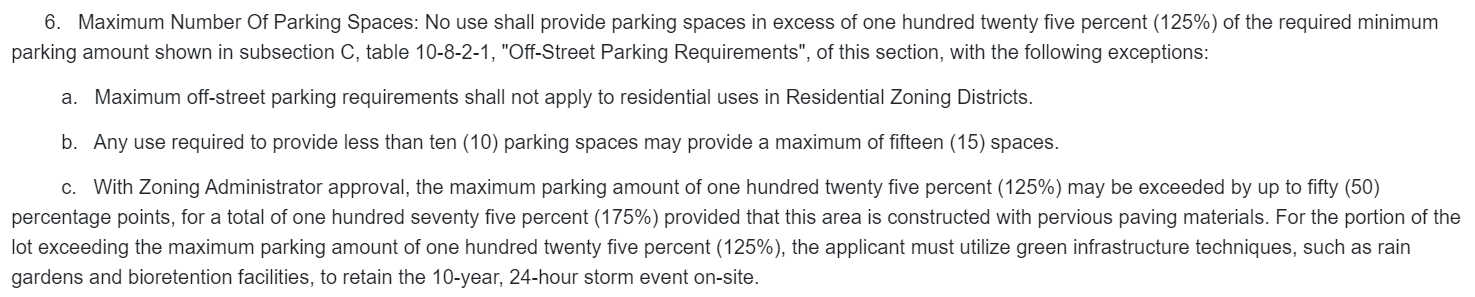 6. Maximum Number Of Parking Spaces: No use shall provide parking spaces in excess of one hundred twenty five percent (125%) of the required minimum
parking amount shown in subsection C, table 10-8-2-1, "Off-Street Parking Requirements", of this section, with the following exceptions:
a. Maximum off-street parking requirements shall not apply to residential uses in Residential Zoning Districts.
b. Any use required to provide less than ten (10) parking spaces may provide a maximum of fifteen (15) spaces.
c. With Zoning Administrator approval, the maximum parking amount of one hundred twenty five percent (125%) may be exceeded by up to fifty (50)
percentage points, for a total of one hundred seventy five percent (175%) provided that this area is constructed with pervious paving materials. For the portion of the
lot exceeding the maximum parking amount of one hundred twenty five percent (125%), the applicant must utilize green infrastructure techniques, such as rain
gardens and bioretention facilities, to retain the 10-year, 24-hour storm event on-site.